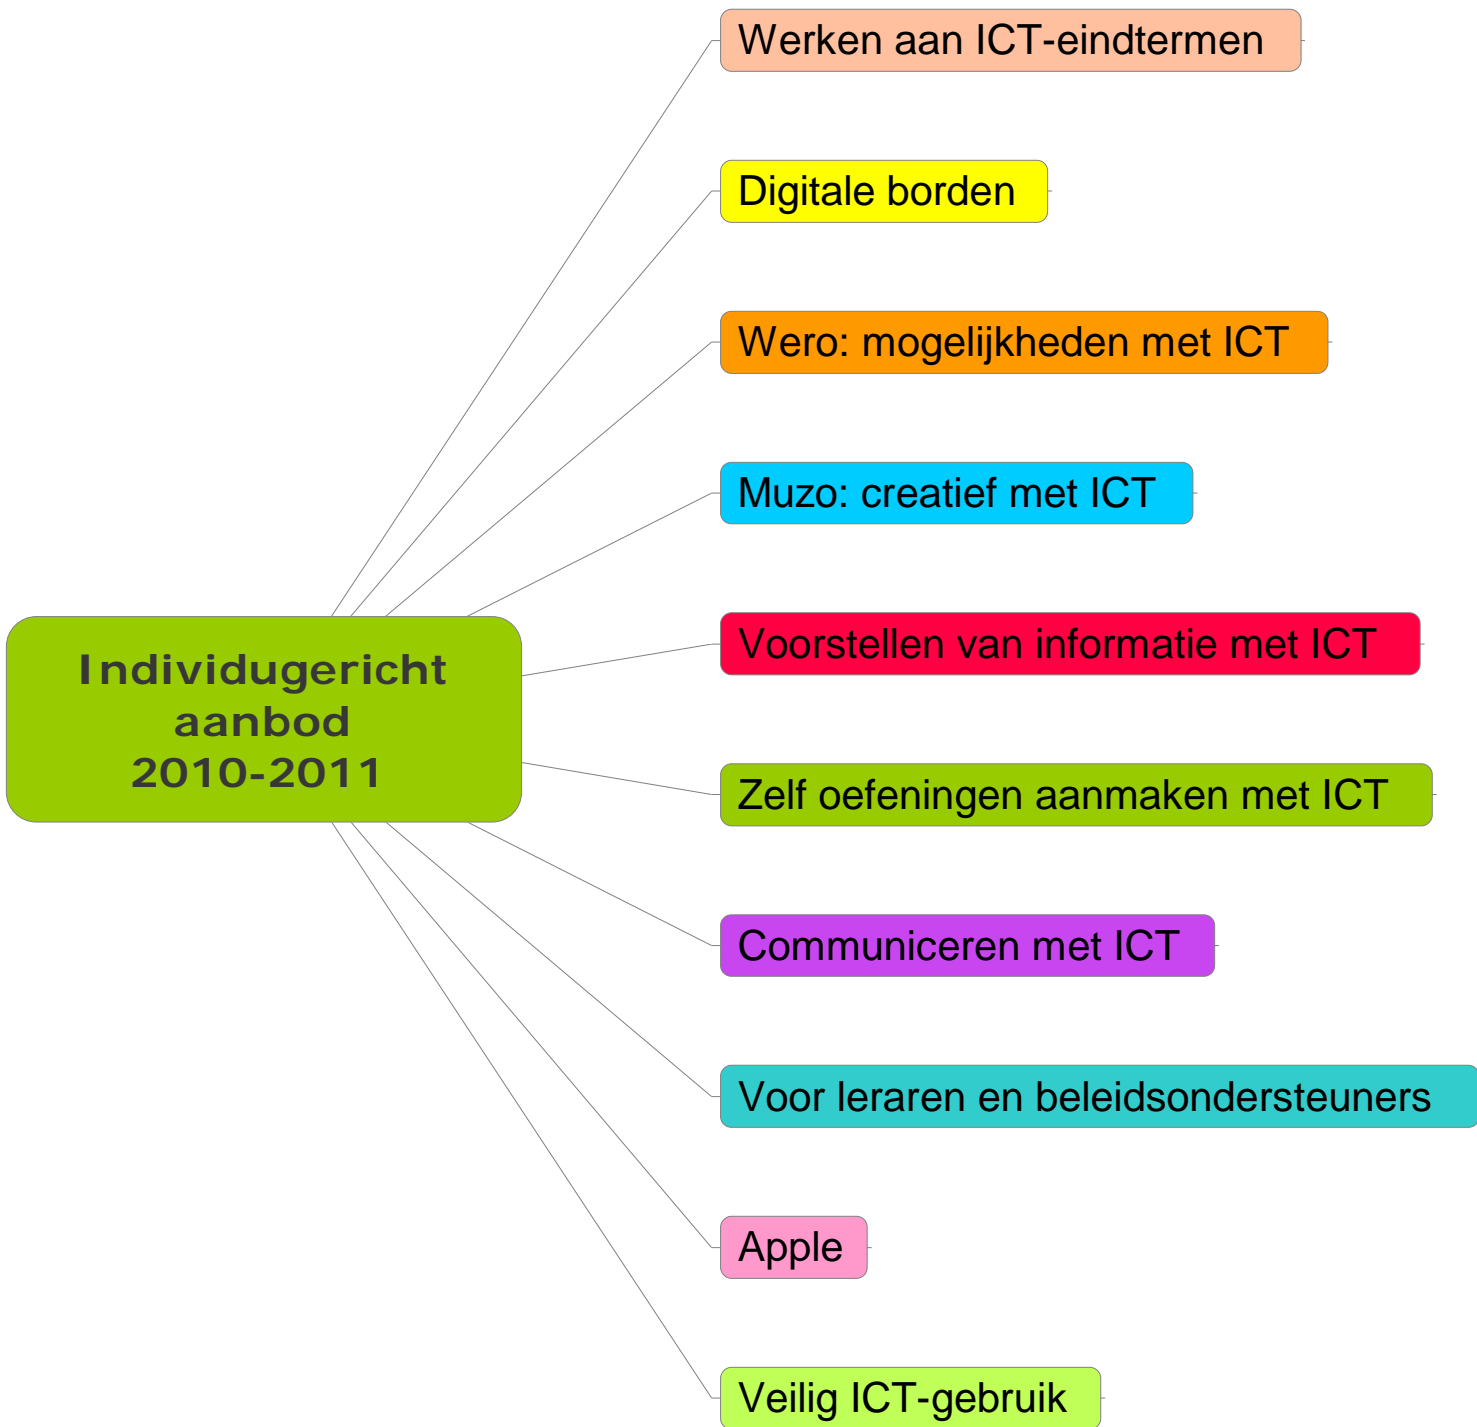 Werken aan ICT-eindtermen
Digitale borden
Wero: mogelijkheden met ICT
Muzo: creatief met ICT
Individugericht
aanbod
2010-2011
Voorstellen van informatie met ICT
Zelf oefeningen aanmaken met ICT
Communiceren met ICT
Voor leraren en beleidsondersteuners
Apple
Veilig ICT-gebruik